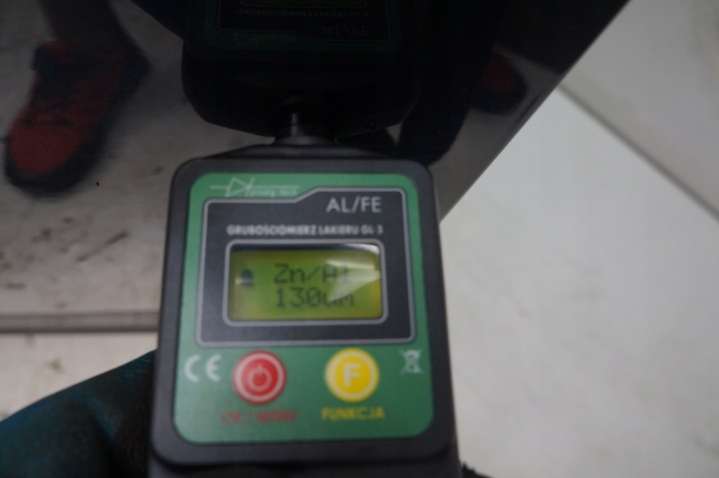 AL/FE
GRUBOŚCIOMIERZ LAKIERU GL-3
Zn/Al
130um
CE
F
FUNKCJA